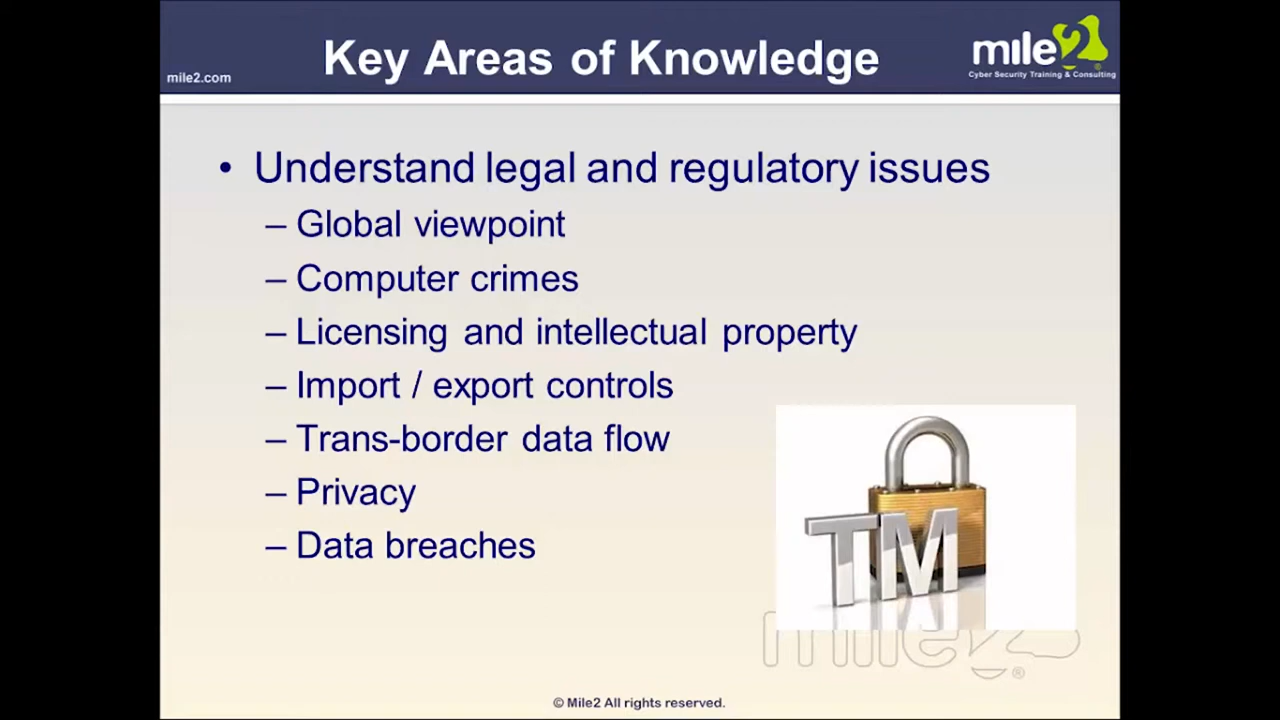 Key Areas of Knowledge
mile2.com
mile2
Cyber Security Training & Consulting
• Understand legal and regulatory issues
– Global viewpoint
– Computer crimes
– Licensing and intellectual property
– Import / export controls
– Trans-border data flow
– Privacy
– Data breaches
TM
mile2®
© Mile2 All rights reserved.